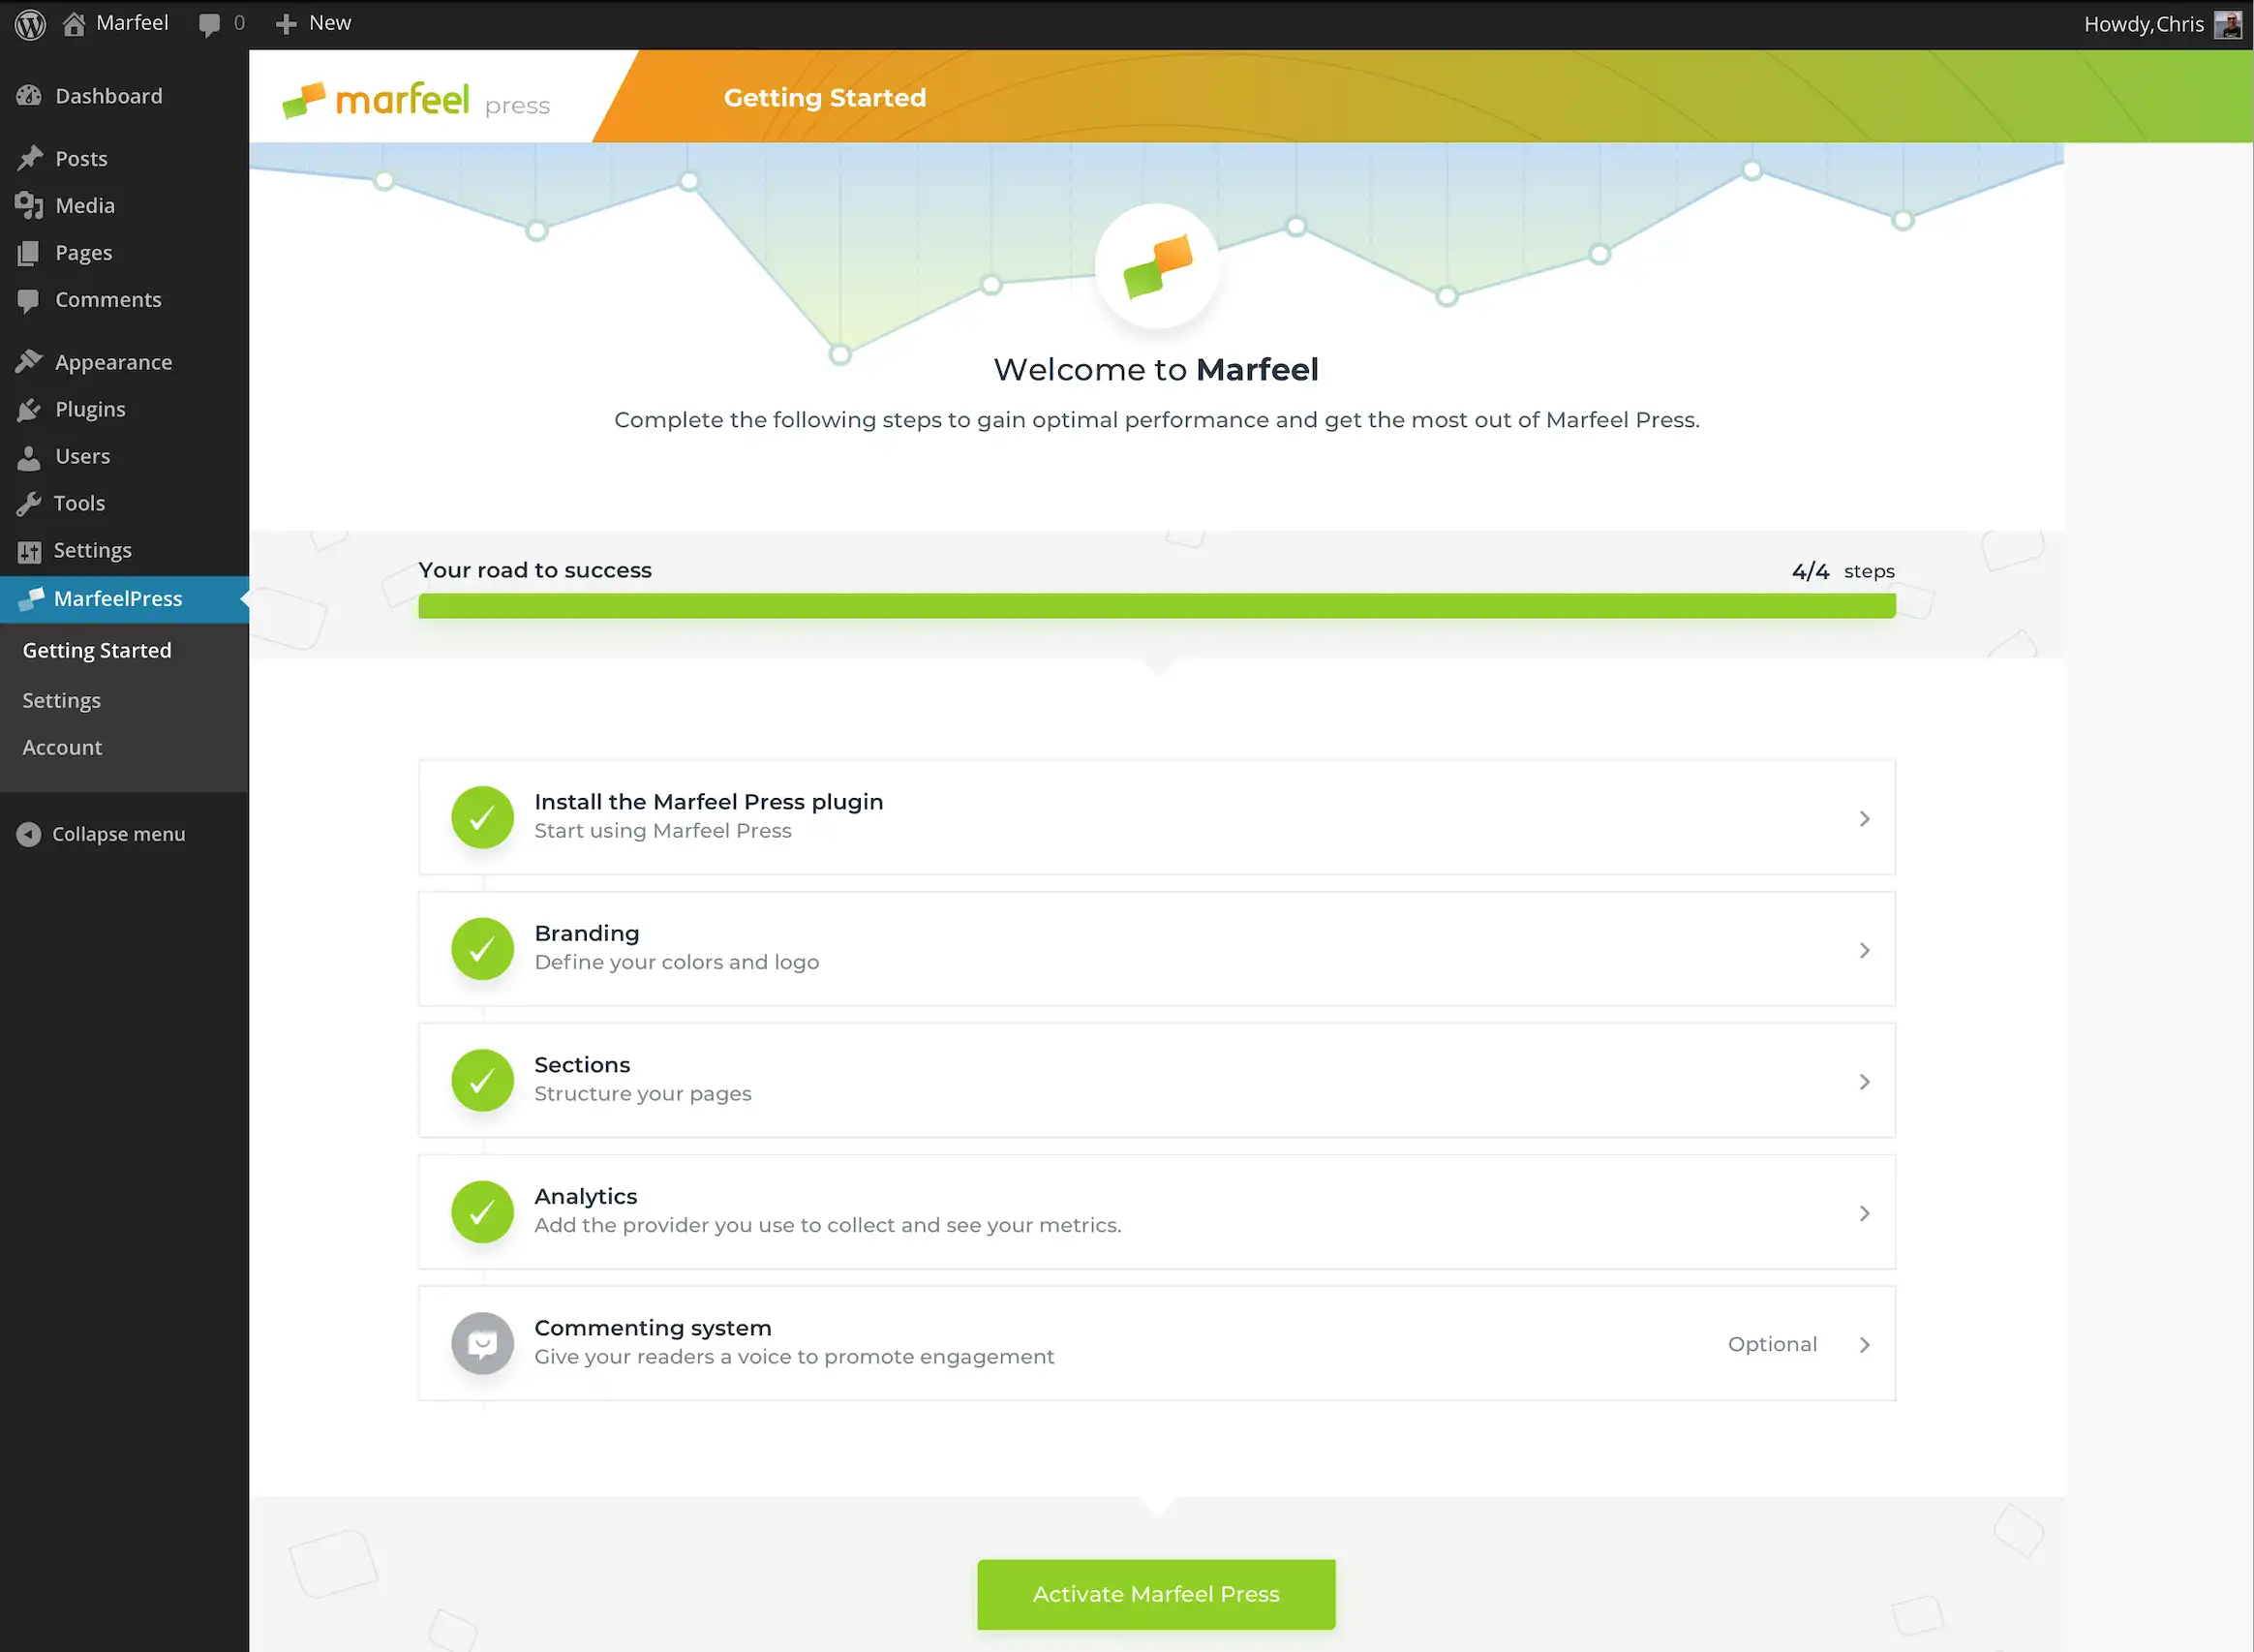 Marfeel 0 New
Howdy, Chris
Dashboard
Posts
Media
Pages
Comments
Appearance
Plugins
Users
Tools
Settings
MarfeelPress
Getting Started
Settings
Account
Collapse menu
marfeel press
Getting Started
Welcome to Marfeel
Complete the following steps to gain optimal performance and get the most out of Marfeel Press.
Your road to success
4/4 steps
Install the Marfeel Press plugin
Start using Marfeel Press
Branding
Define your colors and logo
Sections
Structure your pages
Analytics
Add the provider you use to collect and see your metrics.
Commenting system
Give your readers a voice to promote engagement
Optional
Activate Marfeel Press